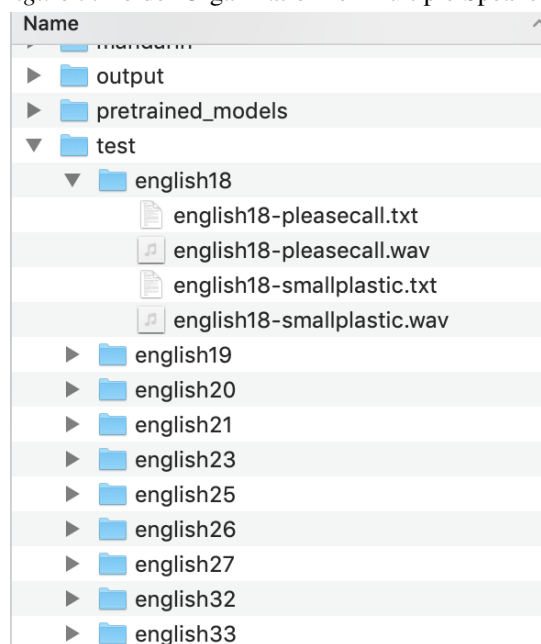 Name
output
pretrained_models
test
english18
english18-pleasecall.txt
english18-pleasecall.wav
english18-smallplastic.txt
english18-smallplastic.wav
english19
english20
english21
english23
english25
english26
english27
english32
english33